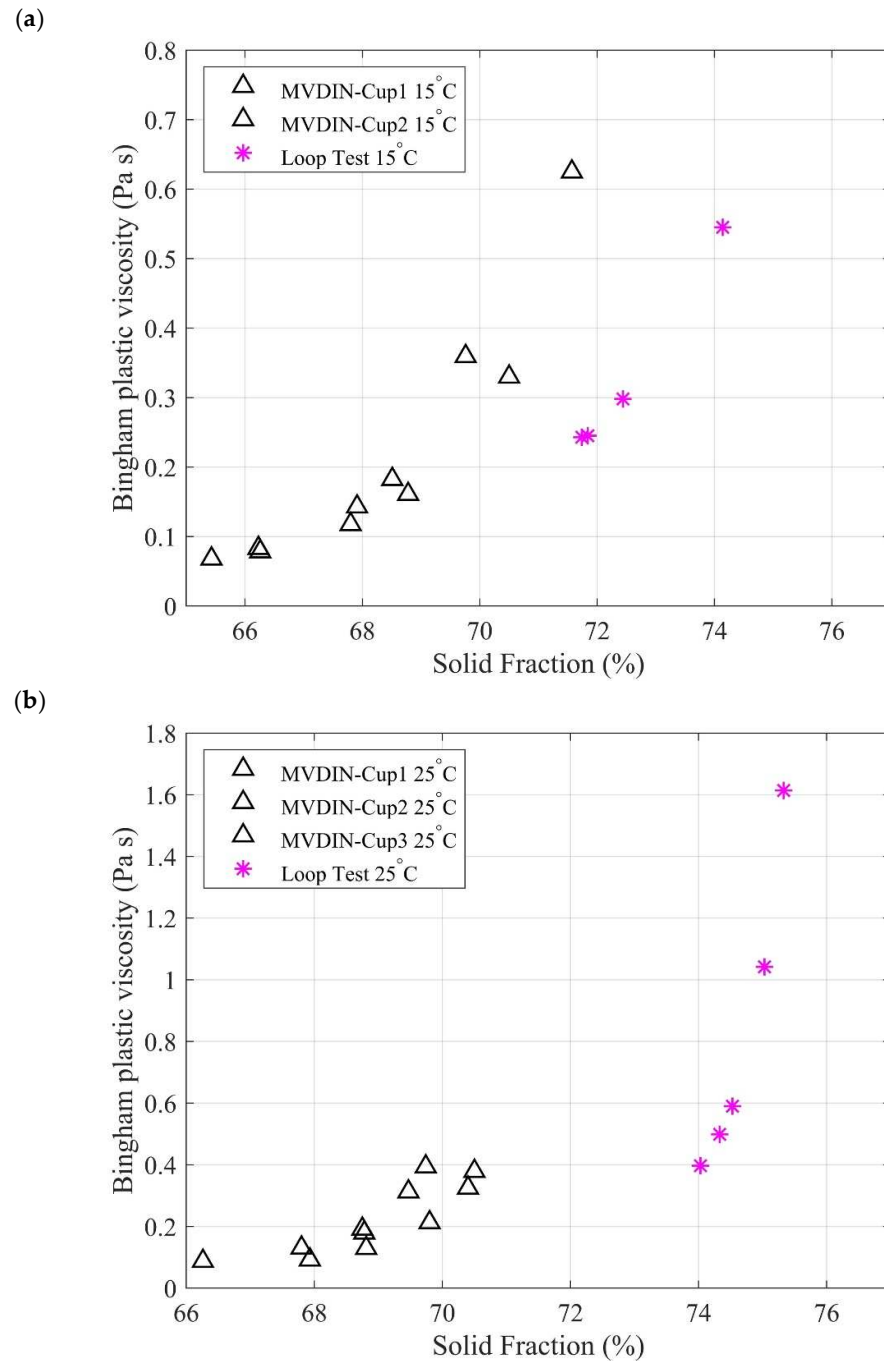 (a)
0.8
0.7
0.6
0.5
0.4
0.3
0.2
0.1
0
Bingham plastic viscosity (Pa s)
MVDIN-Cup1 15°C
MVDIN-Cup2 15°C
Loop Test 15°C
66 68 70 72 74 76
Solid Fraction (%)
(b)
1.8
1.6
1.4
1.2
1
0.8
0.6
0.4
0.2
0
Bingham plastic viscosity (Pa s)
MVDIN-Cup1 25°C
MVDIN-Cup2 25°C
MVDIN-Cup3 25°C
Loop Test 25°C
66 68 70 72 74 76
Solid Fraction (%)